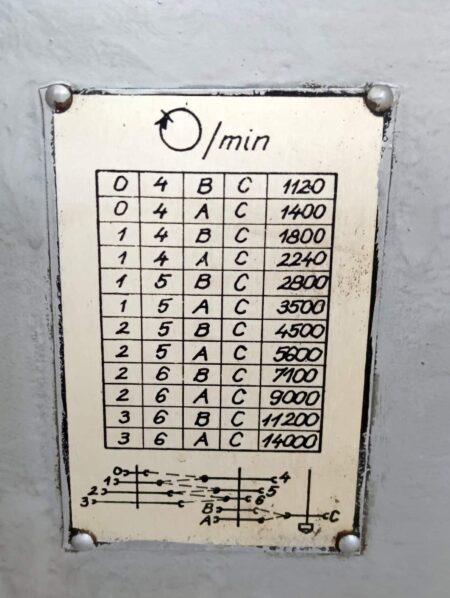 /min
0 4 B C 1120
0 4 A C 1400
1 4 B C 1800
1 4 A C 2240
1 5 B C 2800
1 5 A C 3500
2 5 B C 4500
2 5 A C 5600
2 6 B C 7100
2 6 A C 9000
3 6 B C 11200
3 6 A C 14000
0 4
1 5
2 6
3 B
A C